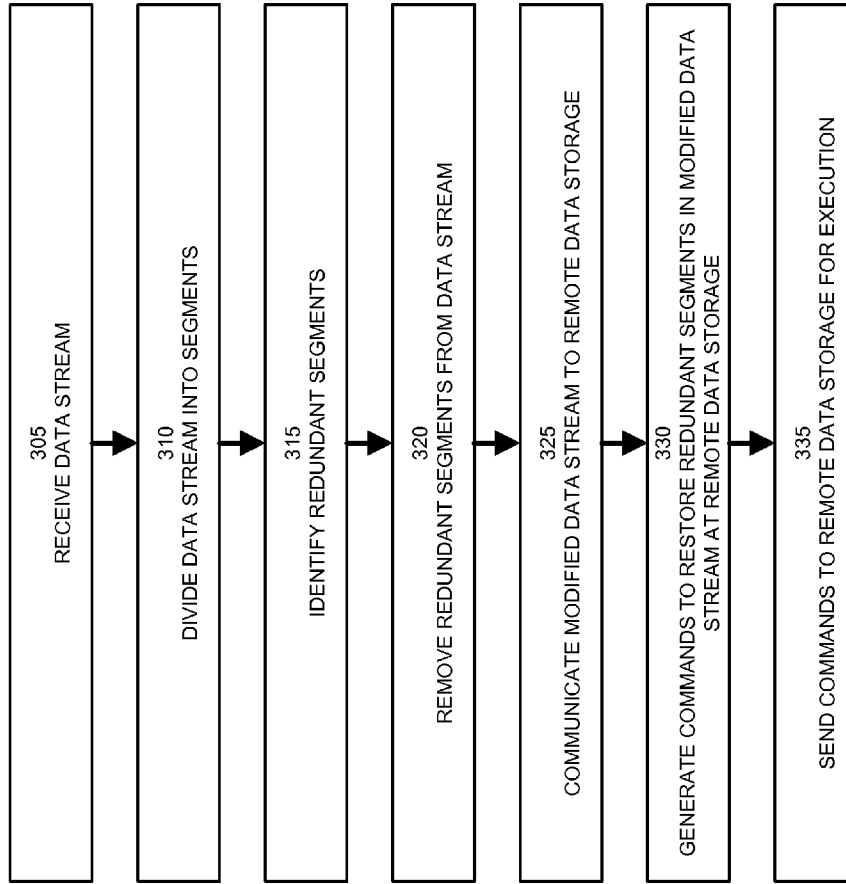 305
RECEIVE DATA STREAM
310
DIVIDE DATA STREAM INTO SEGMENTS
315
IDENTIFY REDUNDANT SEGMENTS
320
REMOVE REDUNDANT SEGMENTS FROM DATA STREAM
325
COMMUNICATE MODIFIED DATA STREAM TO REMOTE DATA STORAGE
330
GENERATE COMMANDS TO RESTORE REDUNDANT SEGMENTS IN MODIFIED DATA
STREAM AT REMOTE DATA STORAGE
335
SEND COMMANDS TO REMOTE DATA STORAGE FOR EXECUTION